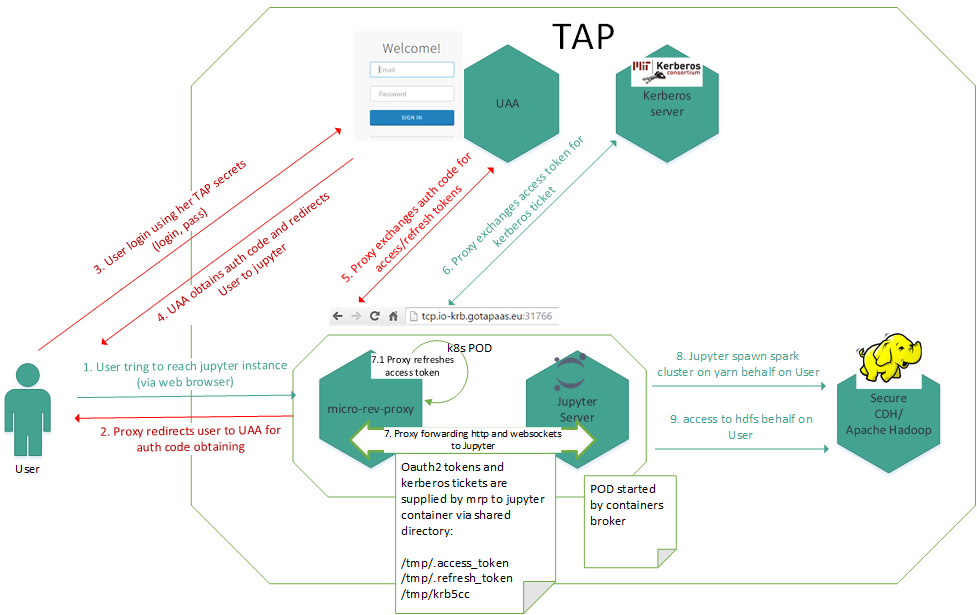 TAP
Welcome!
Email
Password
SIGN IN
UAA
MIT Kerberos
consortium
Kerberos
server
3. User login using her TAP secrets
(login, pass)
4. UAA obtains auth code and redirects
User to jupyter
5. Proxy exchanges auth code for
access/refresh tokens
6. Proxy exchanges access token for
kerberos ticket
tcp.io-krb.gotapaas.eu:31766
k8s POD
7.1 Proxy refreshes
access token
1. User tring to reach jupyter instance
(via web browser)
2. Proxy redirects user to UAA for
auth code obtaining
User
micro-rev-proxy
Jupyter
Server
7. Proxy forwarding http and websockets
to Jupyter
8. Jupyter spawn spark
cluster on yarn behalf on User
9. access to hdfs behalf on
User
Secure
CDH/
Apache Hadoop
Oauth2 tokens and
kerberos tickets are
supplied by mrp to jupyter
container via shared
directory:
/tmp/.access_token
/tmp/.refresh_token
/tmp/krb5cc
POD started
by containers
broker